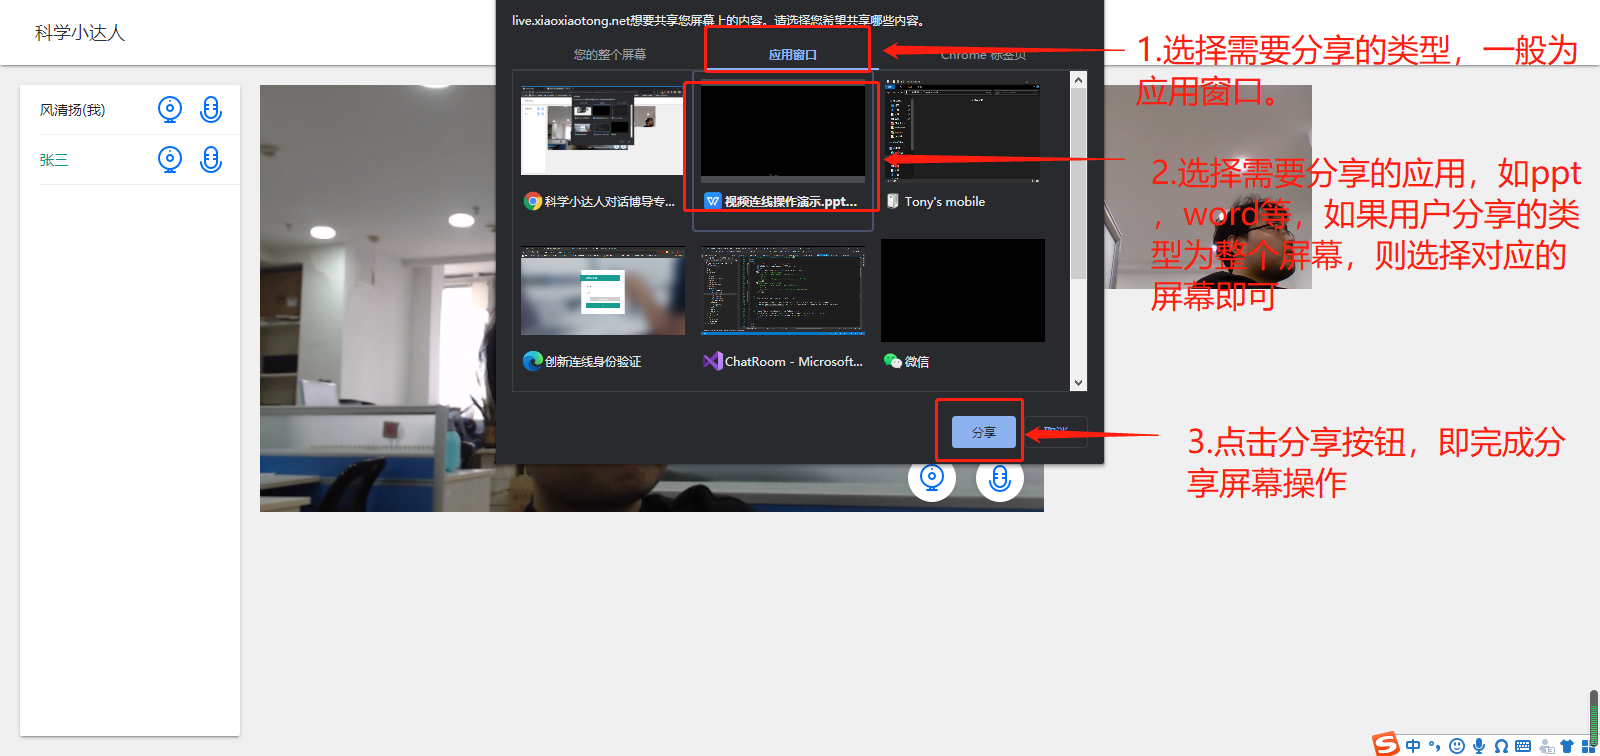 科学小达人
风清扬(我)
张三
live.xiaoxiaotong.net想要共享您屏幕上的内容。请选择您希望共享哪些内容。
您的整个屏幕
应用窗口
Chrome 标签页
科学小达人对话博导专...
视频连线操作演示.ppt...
Tony's mobile
创新连线身份验证
ChatRoom - Microsoft...
微信
分享
1.选择需要分享的类型，一般为
应用窗口。
2.选择需要分享的应用，如ppt
，word等，如果用户分享的类
型为整个屏幕，则选择对应的
屏幕即可
3.点击分享按钮，即完成分
享屏幕操作
中